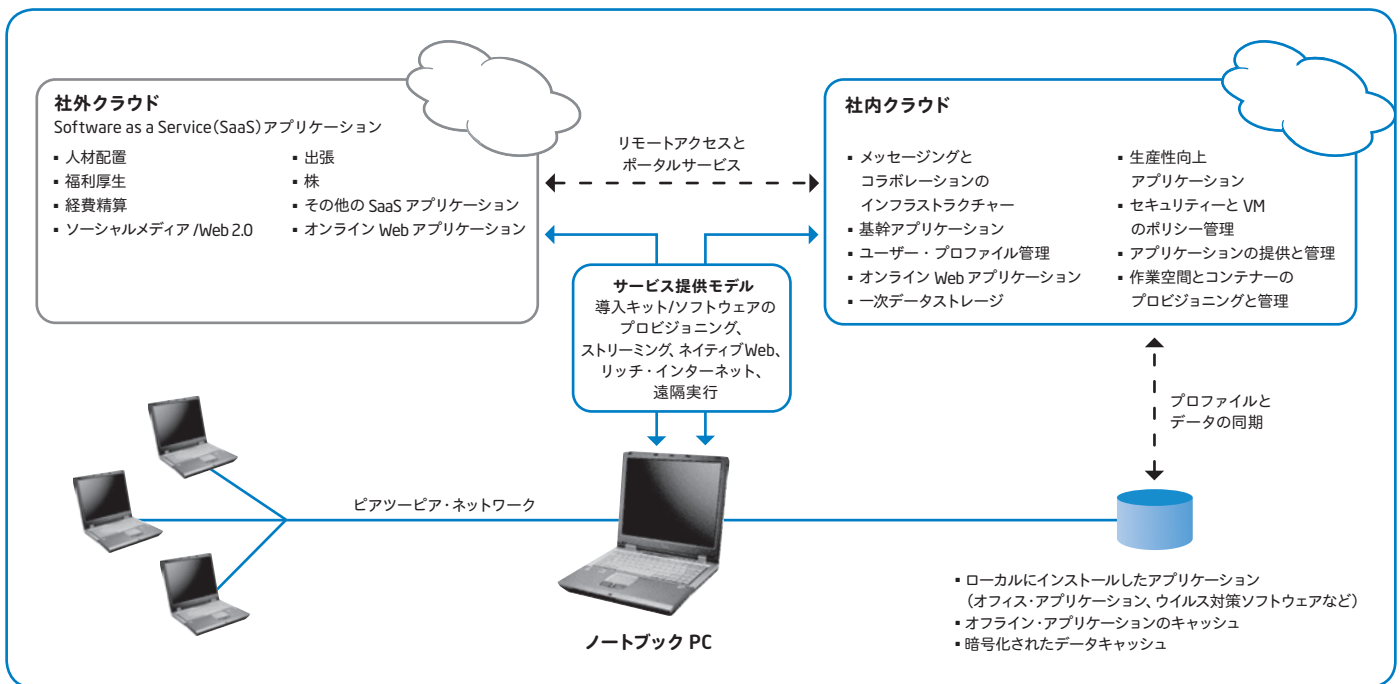 社外クラウド
Software as a Service(SaaS)アプリケーション
▪ 人材配置
▪ 福利厚生
▪ 経費精算
▪ ソーシャルメディア /Web 2.0
▪ 出張
▪ 株
▪ その他の SaaS アプリケーション
▪ オンライン Web アプリケーション
リモートアクセスと
ポータルサービス
社内クラウド
▪ メッセージングと
コラボレーションの
インフラストラクチャー
▪ 基幹アプリケーション
▪ ユーザー・プロファイル管理
▪ オンライン Web アプリケーション
▪ 一次データストレージ
▪ 生産性向上
アプリケーション
▪ セキュリティーと VM
のポリシー管理
▪ アプリケーションの提供と管理
▪ 作業空間とコンテナーの
プロビジョニングと管理
サービス提供モデル
導入キット/ソフトウェアの
プロビジョニング、
ストリーミング、ネイティブWeb、
リッチ・インターネット、
遠隔実行
プロファイルと
データの同期
ピアツーピア・ネットワーク
ノートブック PC
▪ ローカルにインストールしたアプリケーション
(オフィス・アプリケーション、ウイルス対策ソフトウェアなど)
▪ オフライン・アプリケーションのキャッシュ
▪ 暗号化されたデータキャッシュ